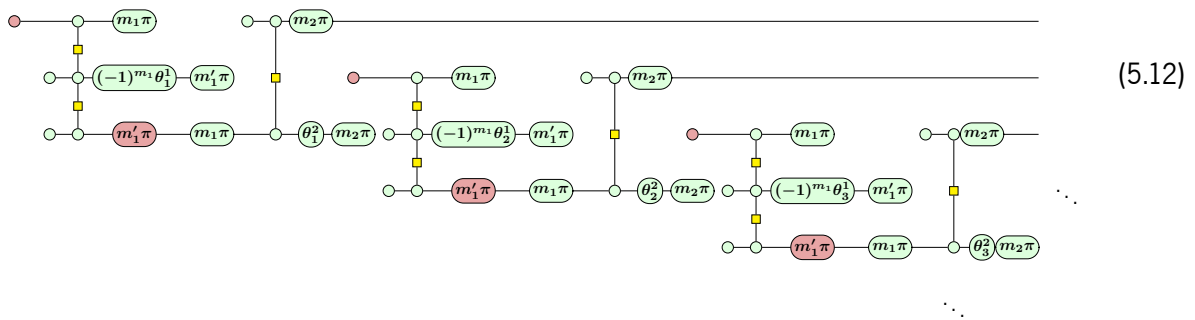 m₁π m₂π
(−1)^{m₁}θ₁¹ m′₁π m₁π m₂π (5.12)
m′₁π m₁π θ₁² m₂π (−1)^{m₁}θ₂¹ m′₁π m₁π m₂π
m′₁π m₁π θ₂² m₂π (−1)^{m₁}θ₃¹ m′₁π ⋱
m′₁π m₁π θ₃² m₂π
⋱